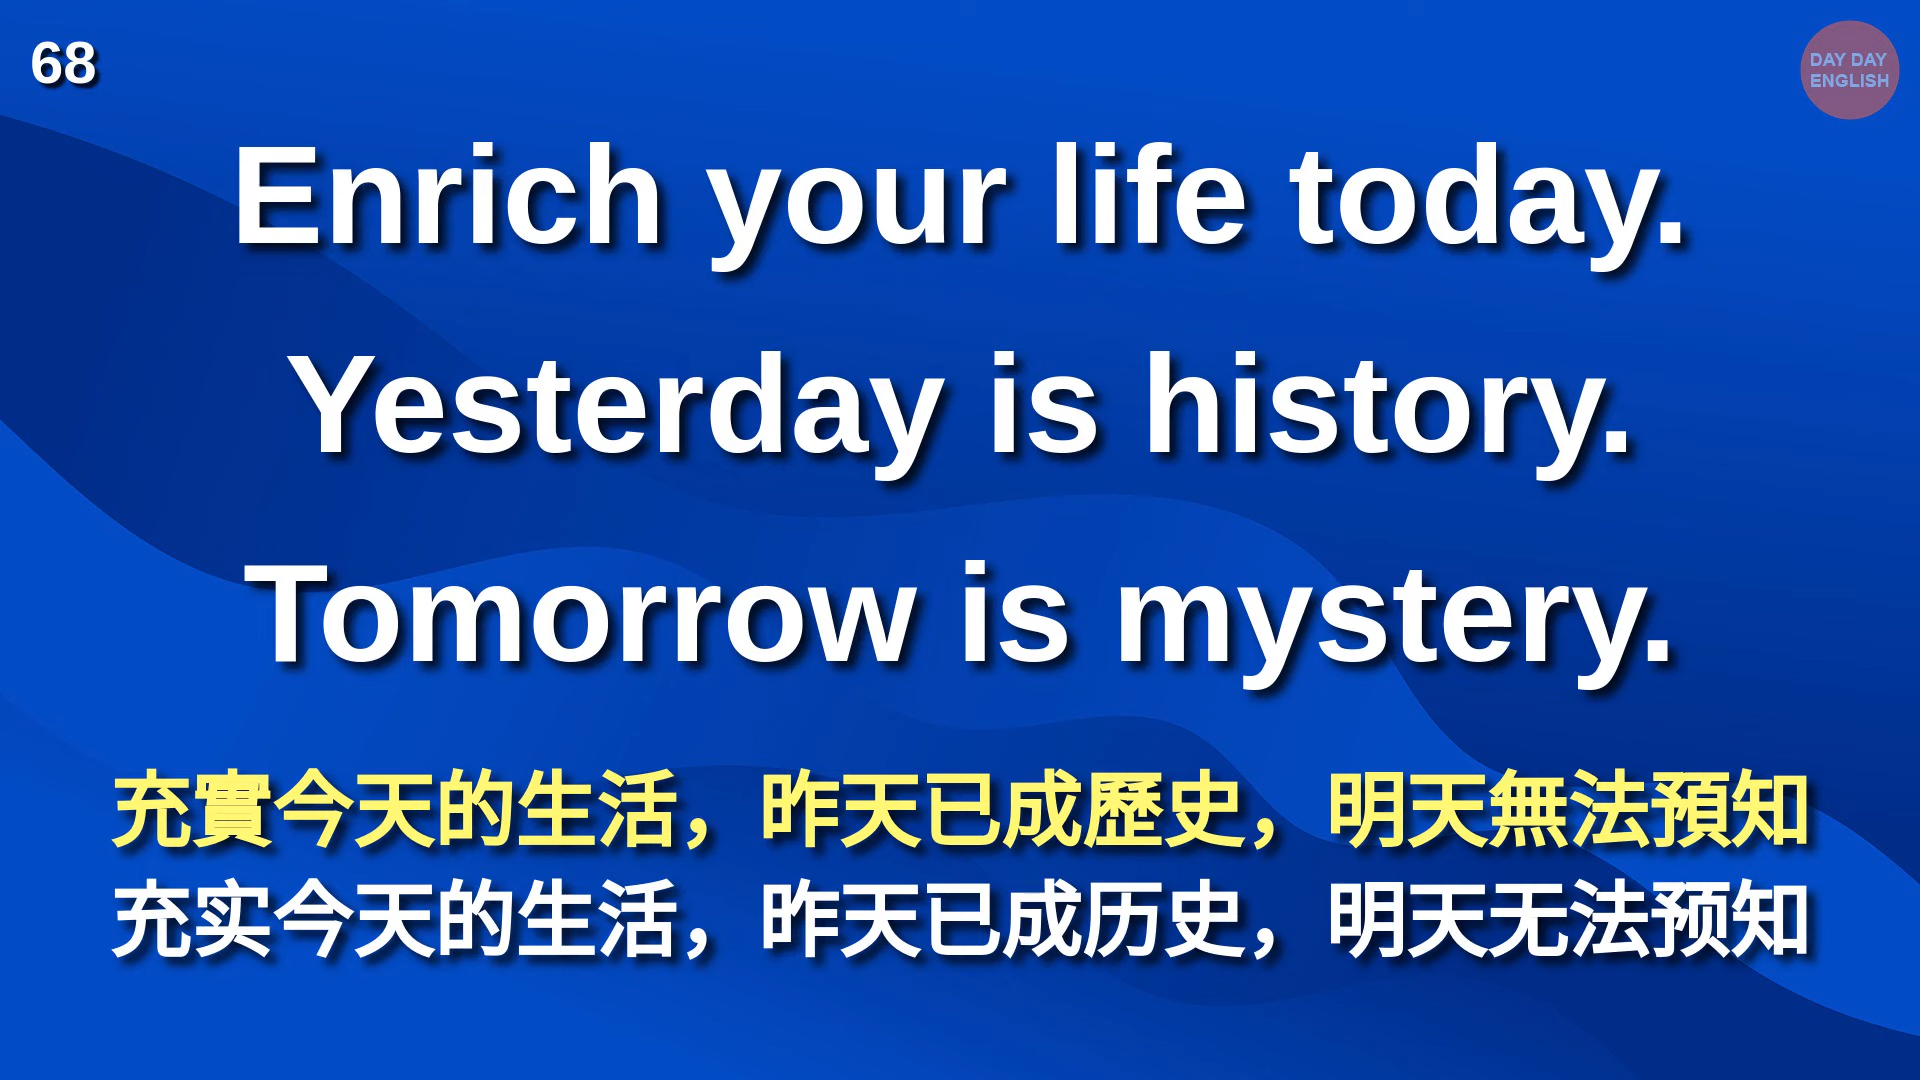 68
DAY DAY
ENGLISH
Enrich your life today.
Yesterday is history.
Tomorrow is mystery.
充實今天的生活，昨天已成歷史，明天無法預知
充实今天的生活，昨天已成历史，明天无法预知